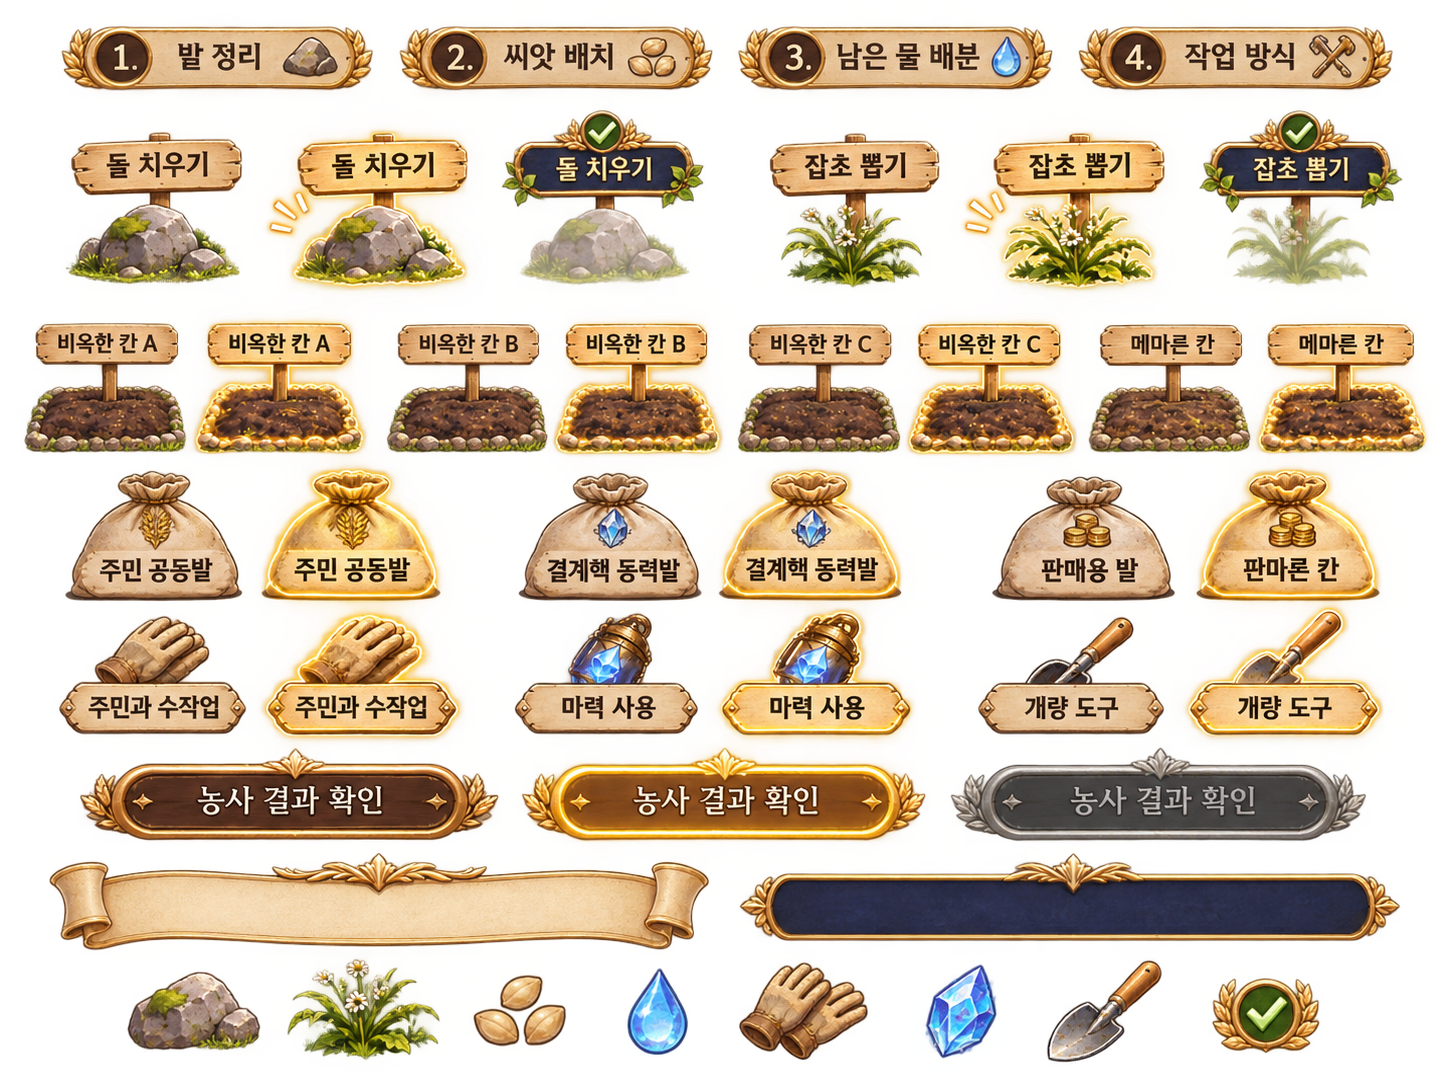 1. 발 정리
2. 씨앗 배치
3. 남은 물 배분
4. 작업 방식
돌 치우기
돌 치우기
돌 치우기
잡초 뽑기
잡초 뽑기
잡초 뽑기
비옥한 칸 A
비옥한 칸 A
비옥한 칸 B
비옥한 칸 B
비옥한 칸 C
비옥한 칸 C
메마른 칸
메마른 칸
주민 공동발
주민 공동발
결계핵 동력발
결계핵 동력발
판매용 발
판마론 칸
주민과 수작업
주민과 수작업
마력 사용
마력 사용
개량 도구
개량 도구
농사 결과 확인
농사 결과 확인
농사 결과 확인